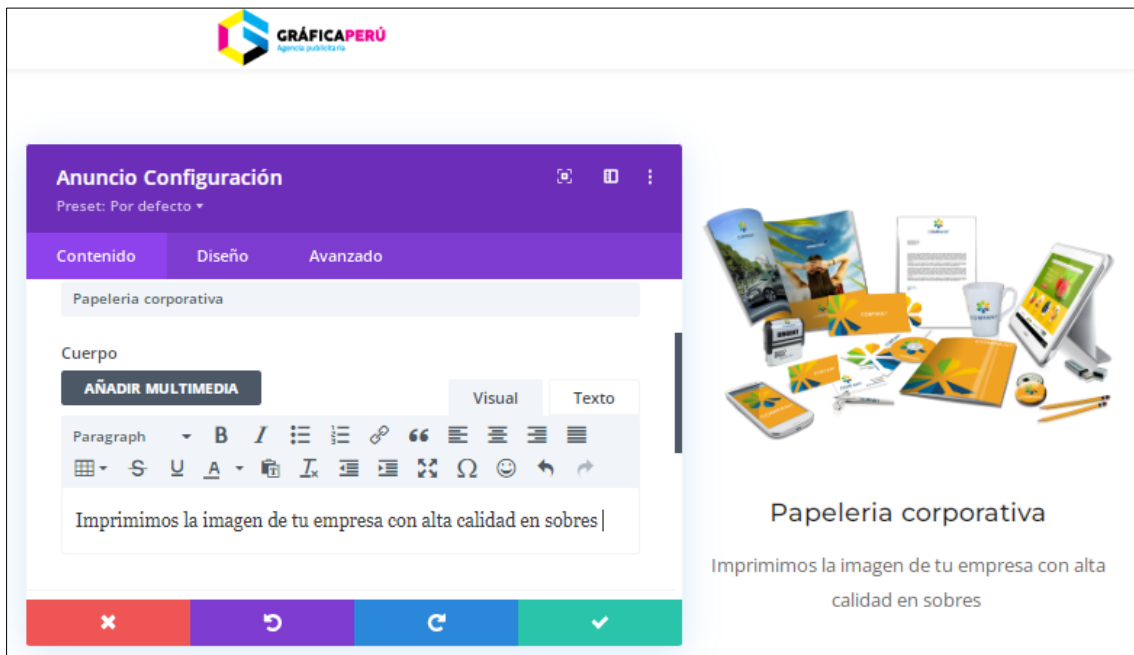 GRÁFICAPERÚ
Agencia publicitaria.
Anuncio Configuración
Preset: Por defecto
Contenido Diseño Avanzado
Papeleria corporativa
Cuerpo
AÑADIR MULTIMEDIA
Visual Texto
Paragraph
Imprimimos la imagen de tu empresa con alta calidad en sobres
COMPANY
URGENT
Papeleria corporativa
Imprimimos la imagen de tu empresa con alta
calidad en sobres